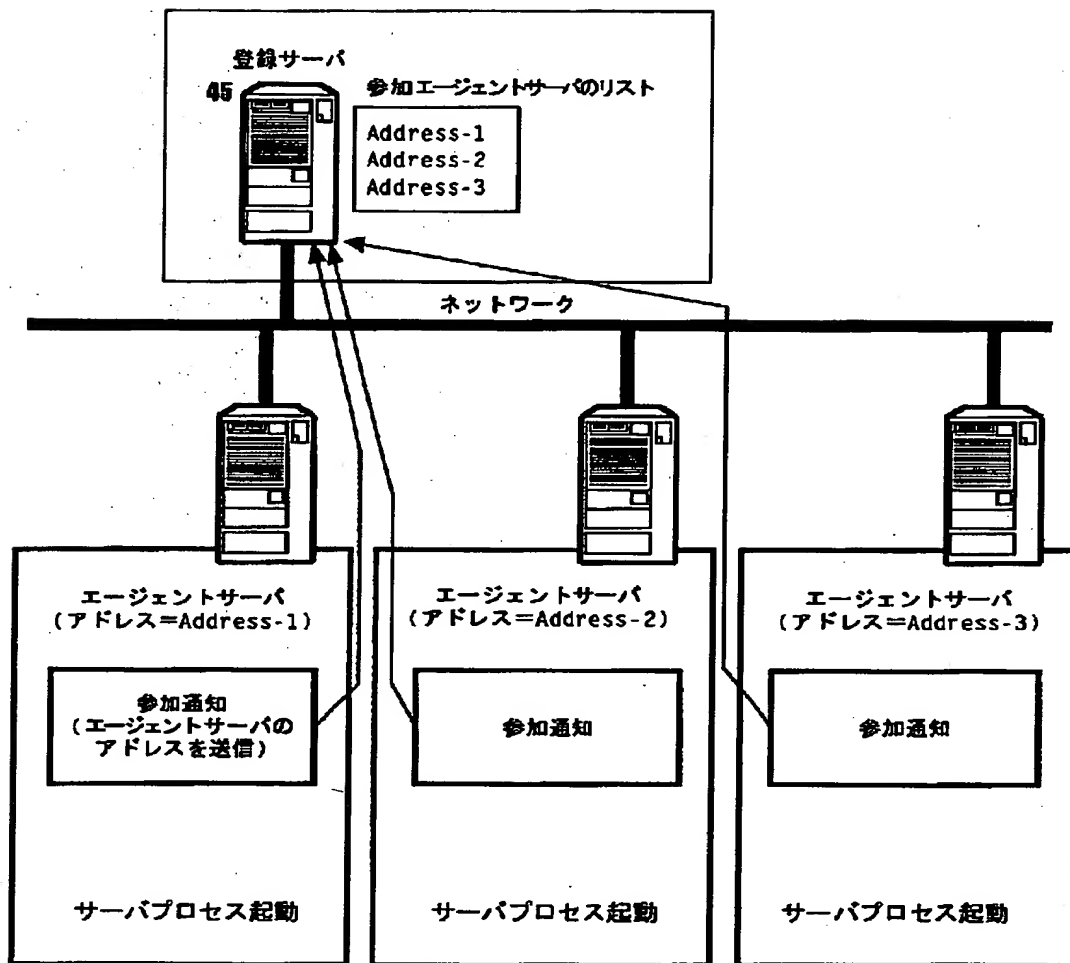 登録サーバ
45
参加エージェントサーバのリスト
Address-1
Address-2
Address-3
ネットワーク
エージェントサーバ
(アドレス=Address-1)
参加通知
(エージェントサーバの
アドレスを送信)
サーバプロセス起動
エージェントサーバ
(アドレス=Address-2)
参加通知
サーバプロセス起動
エージェントサーバ
(アドレス=Address-3)
参加通知
サーバプロセス起動